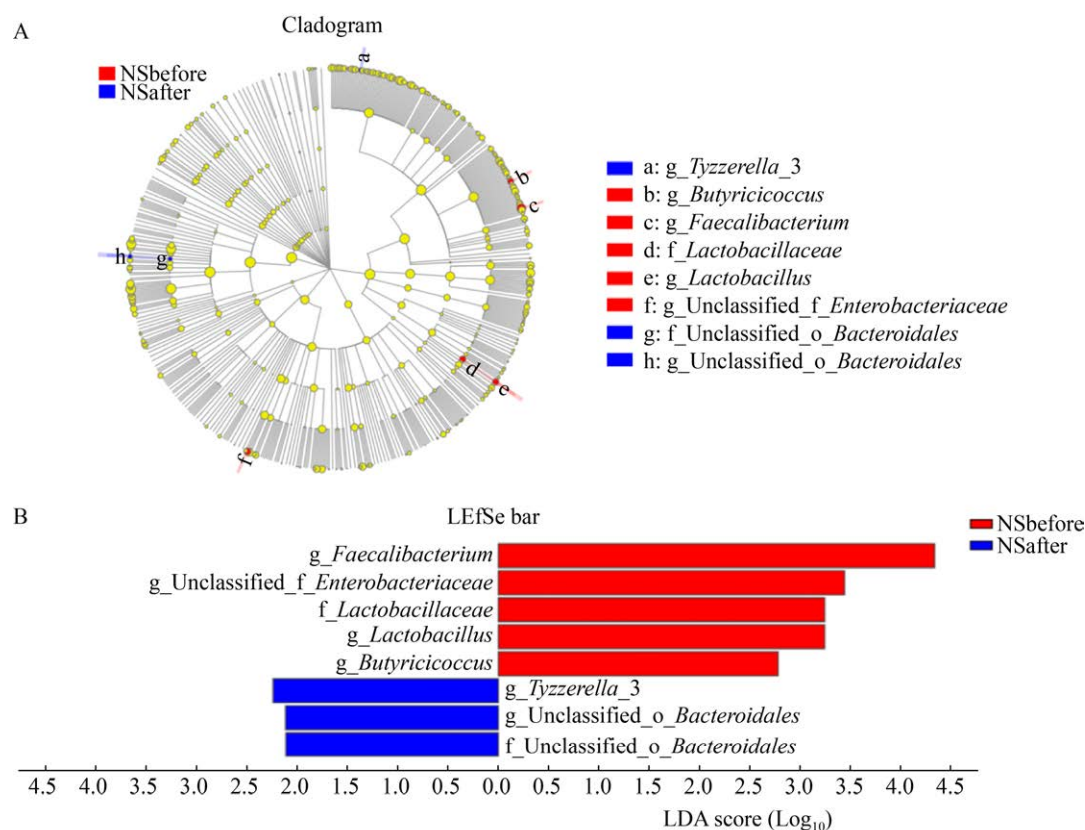 A
Cladogram
NSbefore
NSafter
a
b
c
d
e
f
g
h
a: g_Tyzzerella_3
b: g_Butyricicoccus
c: g_Faecalibacterium
d: f_Lactobacillaceae
e: g_Lactobacillus
f: g_Unclassified_f_Enterobacteriaceae
g: f_Unclassified_o_Bacteroidales
h: g_Unclassified_o_Bacteroidales
B
LEfSe bar
NSbefore
NSafter
g_Faecalibacterium
g_Unclassified_f_Enterobacteriaceae
f_Lactobacillaceae
g_Lactobacillus
g_Butyricicoccus
g_Tyzzerella_3
g_Unclassified_o_Bacteroidales
f_Unclassified_o_Bacteroidales
4.5 4.0 3.5 3.0 2.5 2.0 1.5 1.0 0.5 0.0 0.5 1.0 1.5 2.0 2.5 3.0 3.5 4.0 4.5
LDA score (Log₁₀)